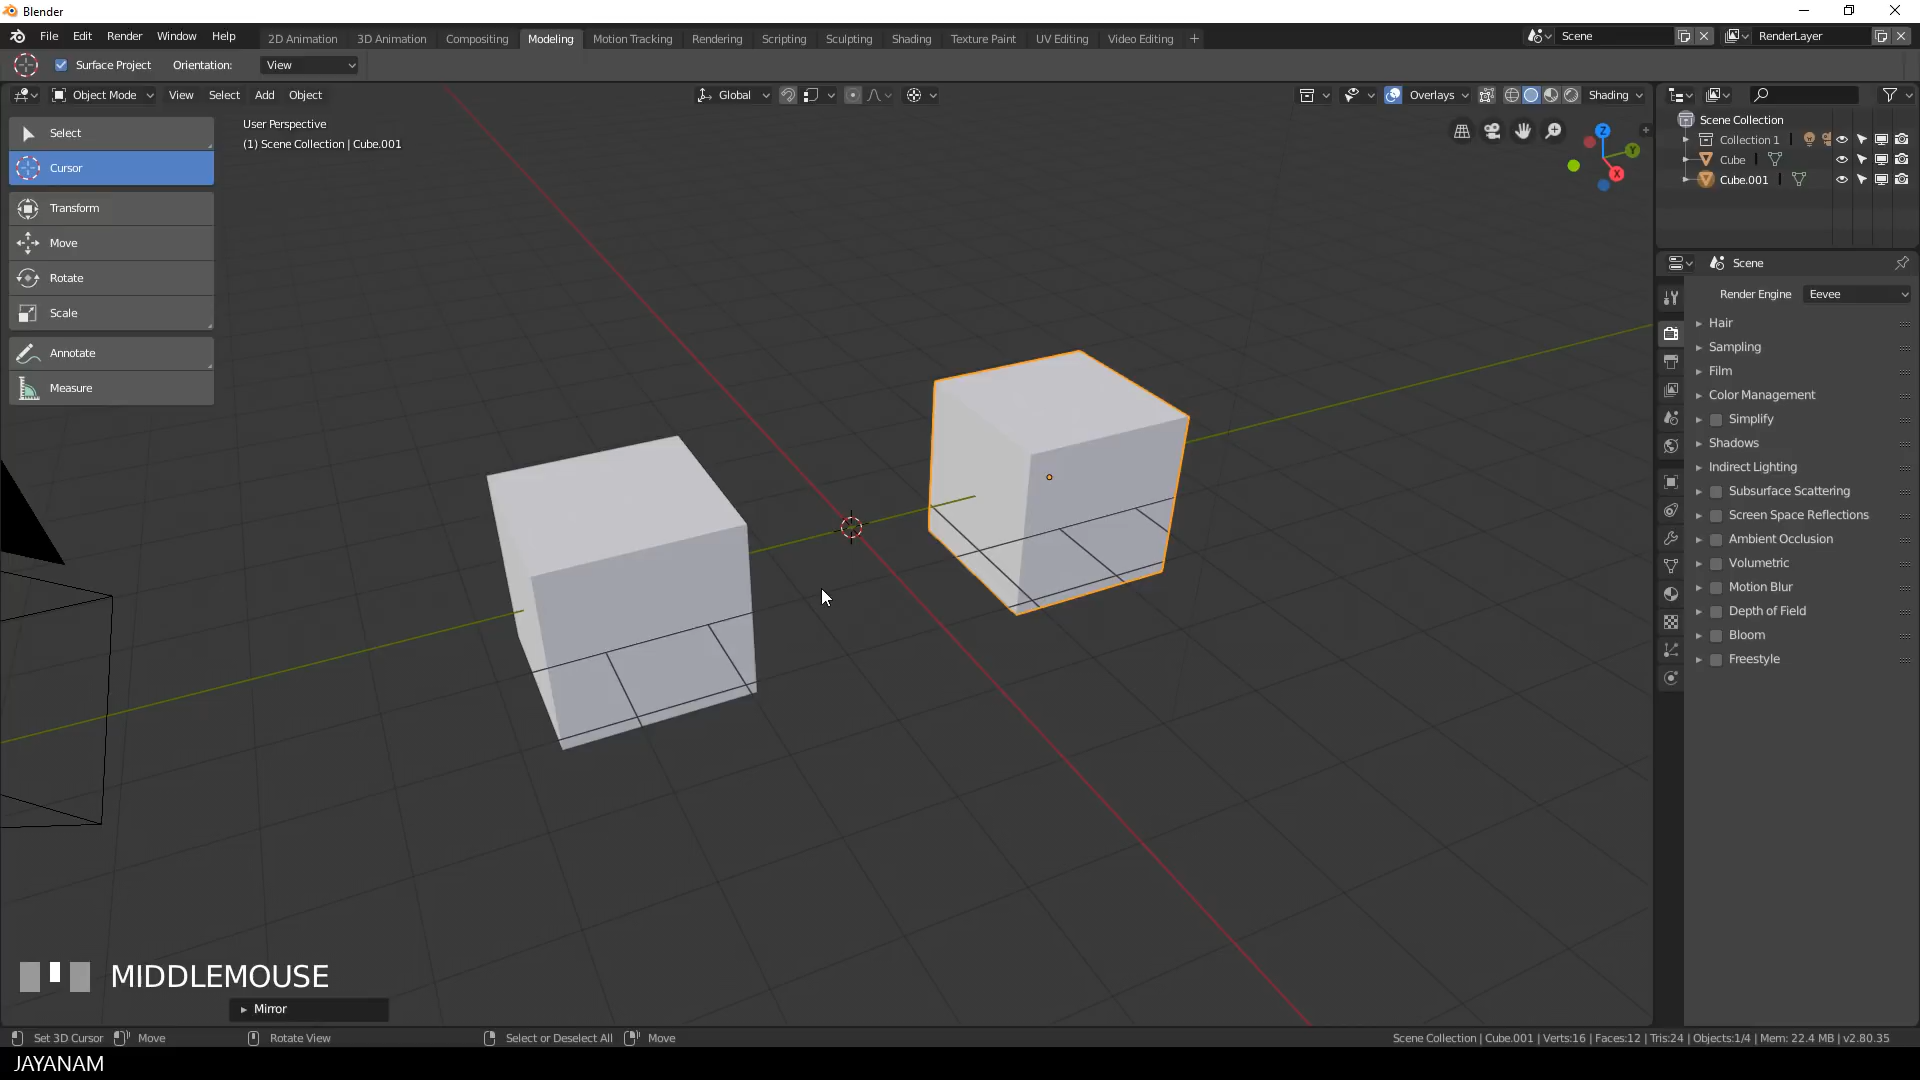 Blender
File Edit Render Window Help 2D Animation 3D Animation Compositing Modeling Motion Tracking Rendering Scripting Sculpting Shading Texture Paint UV Editing Video Editing Scene RenderLayer
Surface Project Orientation: View
Object Mode View Select Add Object Global Overlays Shading
User Perspective
(1) Scene Collection | Cube.001
Select
Cursor
Transform
Move
Rotate
Scale
Annotate
Measure
Z
Y
X
Scene Collection
Collection 1
Cube
Cube.001
Scene
Render Engine Eevee
Hair
Sampling
Film
Color Management
Simplify
Shadows
Indirect Lighting
Subsurface Scattering
Screen Space Reflections
Ambient Occlusion
Volumetric
Motion Blur
Depth of Field
Bloom
Freestyle
MIDDLEMOUSE
Mirror
Set 3D Cursor Move Rotate View Select or Deselect All Move Scene Collection | Cube.001 | Verts:16 | Faces:12 | Tris:24 | Objects:1/4 | Mem: 22.4 MB | v2.80.35
JAYANAM